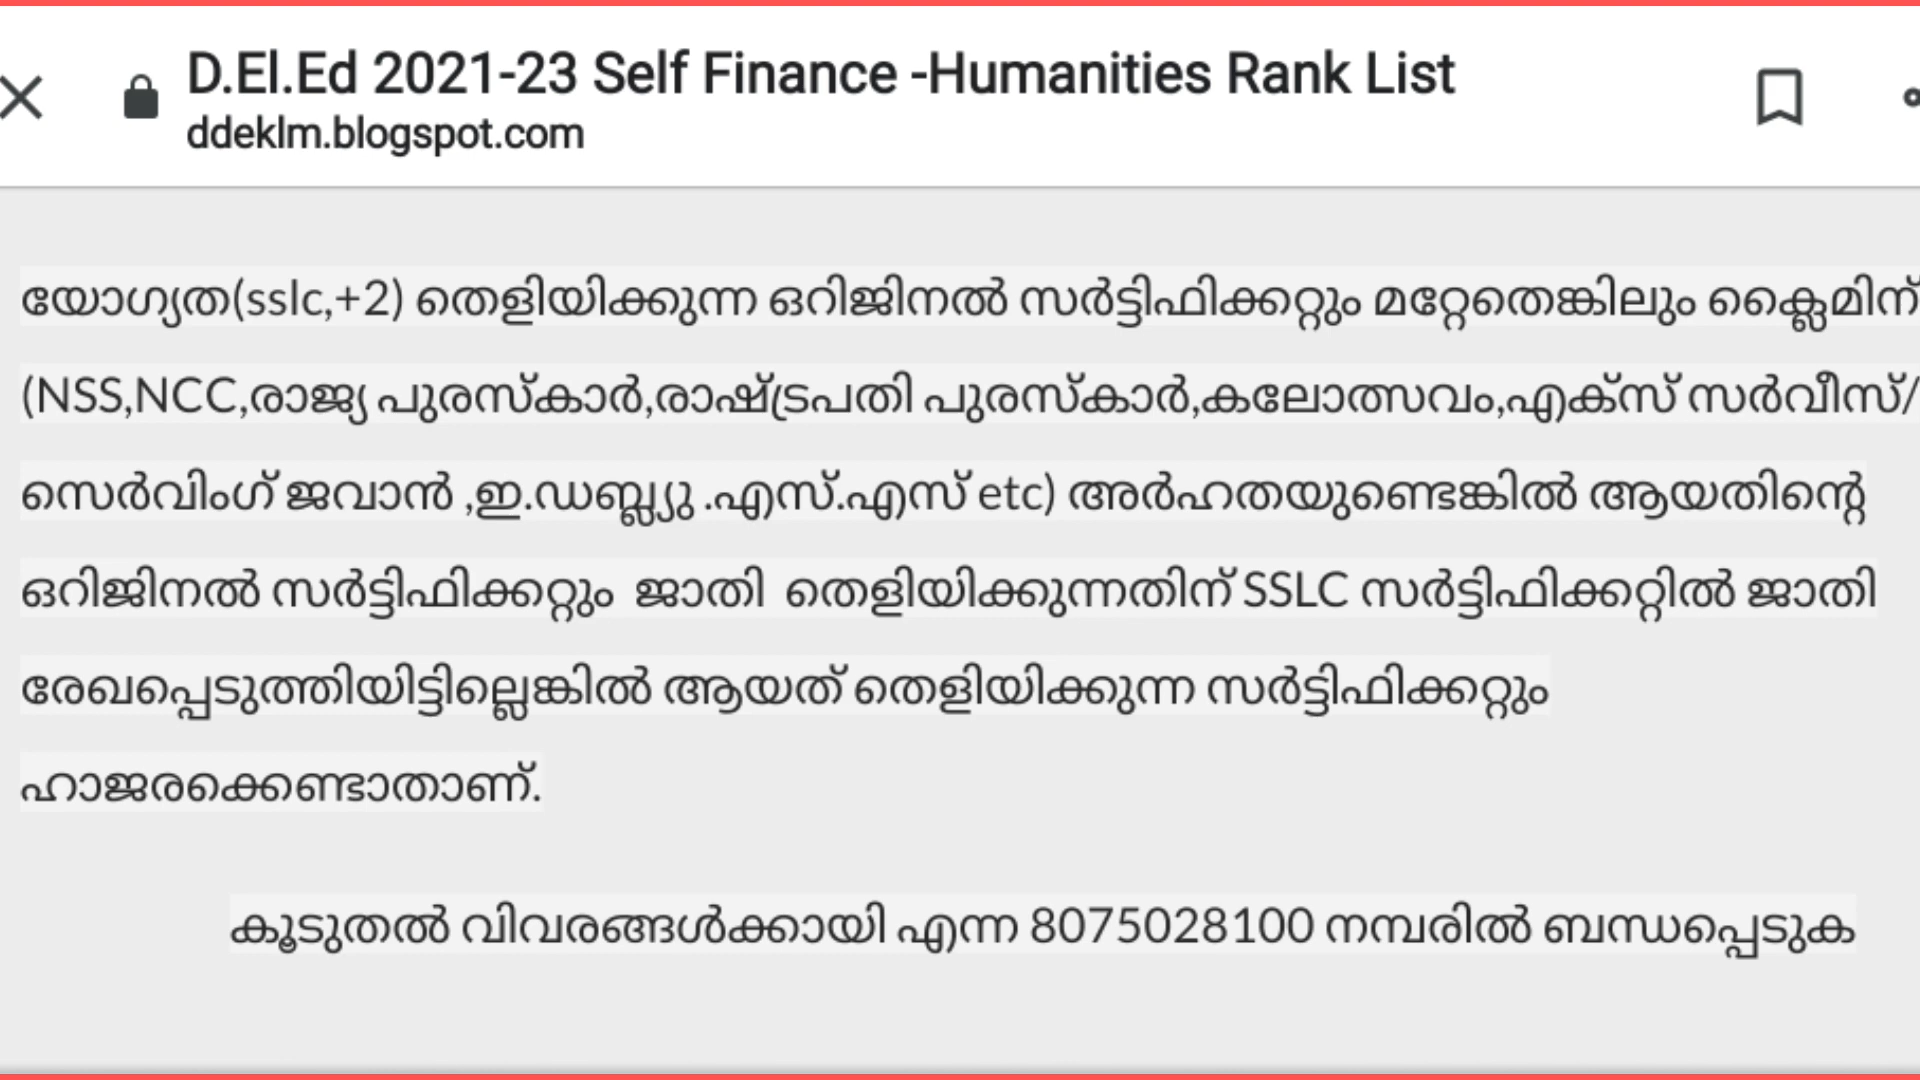 D.El.Ed 2021-23 Self Finance -Humanities Rank List
ddeklm.blogspot.com
യോഗ്യത(sslc,+2) തെളിയിക്കുന്ന ഒറിജിനൽ സർട്ടിഫിക്കറ്റും മറ്റേതെങ്കിലും ക്ലൈമിന്
(NSS,NCC,രാജ്യ പുരസ്കാർ,രാഷ്ട്രപതി പുരസ്കാർ,കലോത്സവം,എക്സ് സർവീസ്/
സെർവിംഗ് ജവാൻ ,ഇ.ഡബ്ല്യു .എസ്.എസ് etc) അർഹതയുണ്ടെങ്കിൽ ആയതിന്റെ
ഒറിജിനൽ സർട്ടിഫിക്കറ്റും ജാതി തെളിയിക്കുന്നതിന് SSLC സർട്ടിഫിക്കറ്റിൽ ജാതി
രേഖപ്പെടുത്തിയിട്ടില്ലെങ്കിൽ ആയത് തെളിയിക്കുന്ന സർട്ടിഫിക്കറ്റും
ഹാജരക്കെണ്ടാതാണ്.
കൂടുതൽ വിവരങ്ങൾക്കായി എന്ന 8075028100 നമ്പരിൽ ബന്ധപ്പെടുക